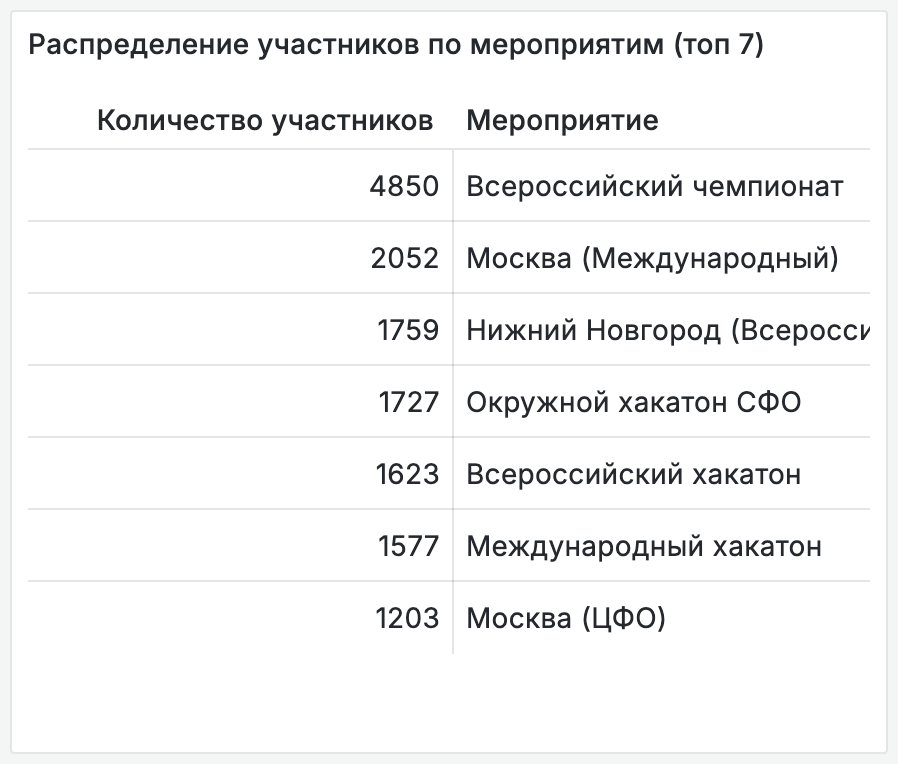 Распределение участников по мероприятим (топ 7)
Количество участников Мероприятие
4850 Всероссийский чемпионат
2052 Москва (Международный)
1759 Нижний Новгород (Всеросси
1727 Окружной хакатон СФО
1623 Всероссийский хакатон
1577 Международный хакатон
1203 Москва (ЦФО)